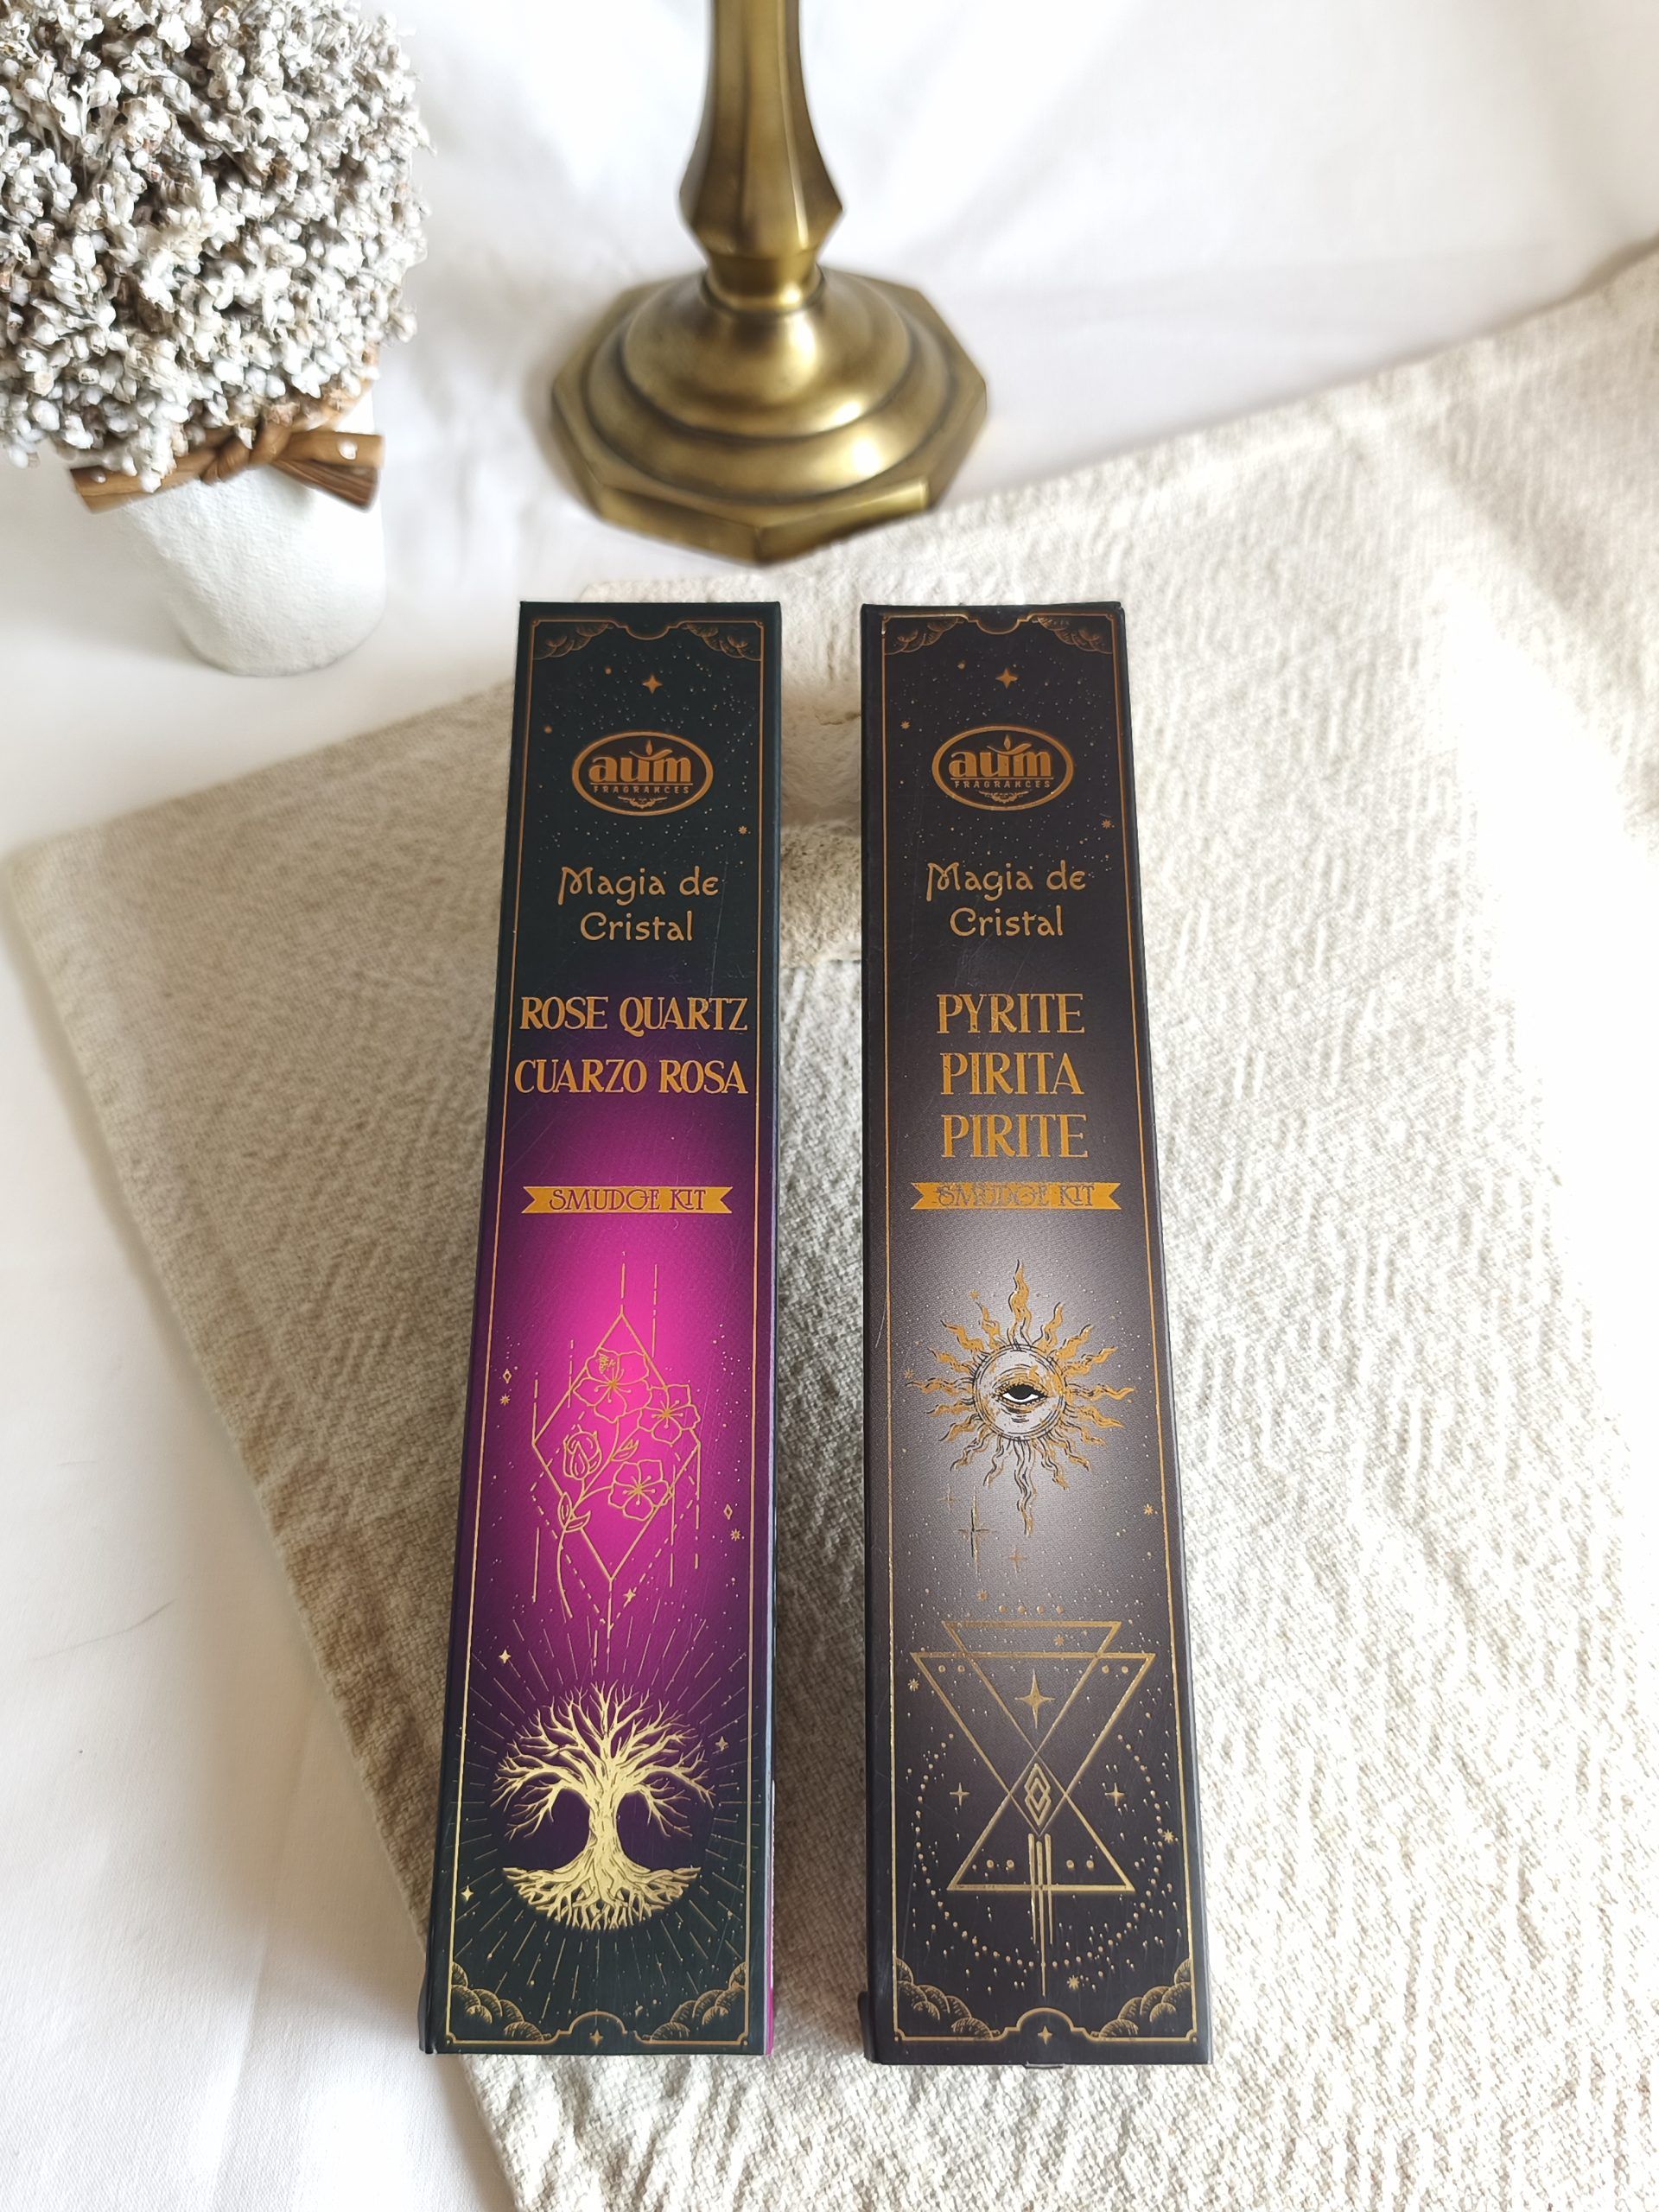 aum
FRAGRANCES
Magia de
Cristal
ROSE QUARTZ
CUARZO ROSA
SMUDGE KIT
aum
FRAGRANCES
Magia de
Cristal
PYRITE
PIRITA
PIRITE
SMUDGE KIT